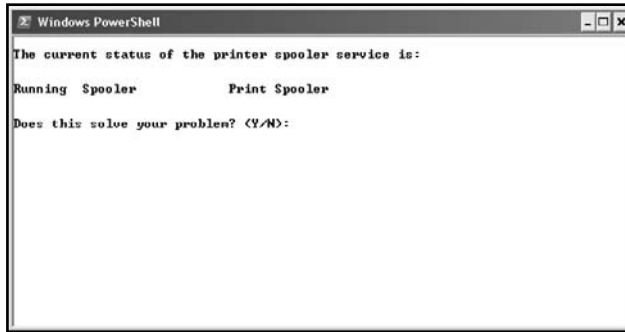 Windows PowerShell
The current status of the printer spooler service is:
Running Spooler Print Spooler
Does this solve your problem? (Y/N):